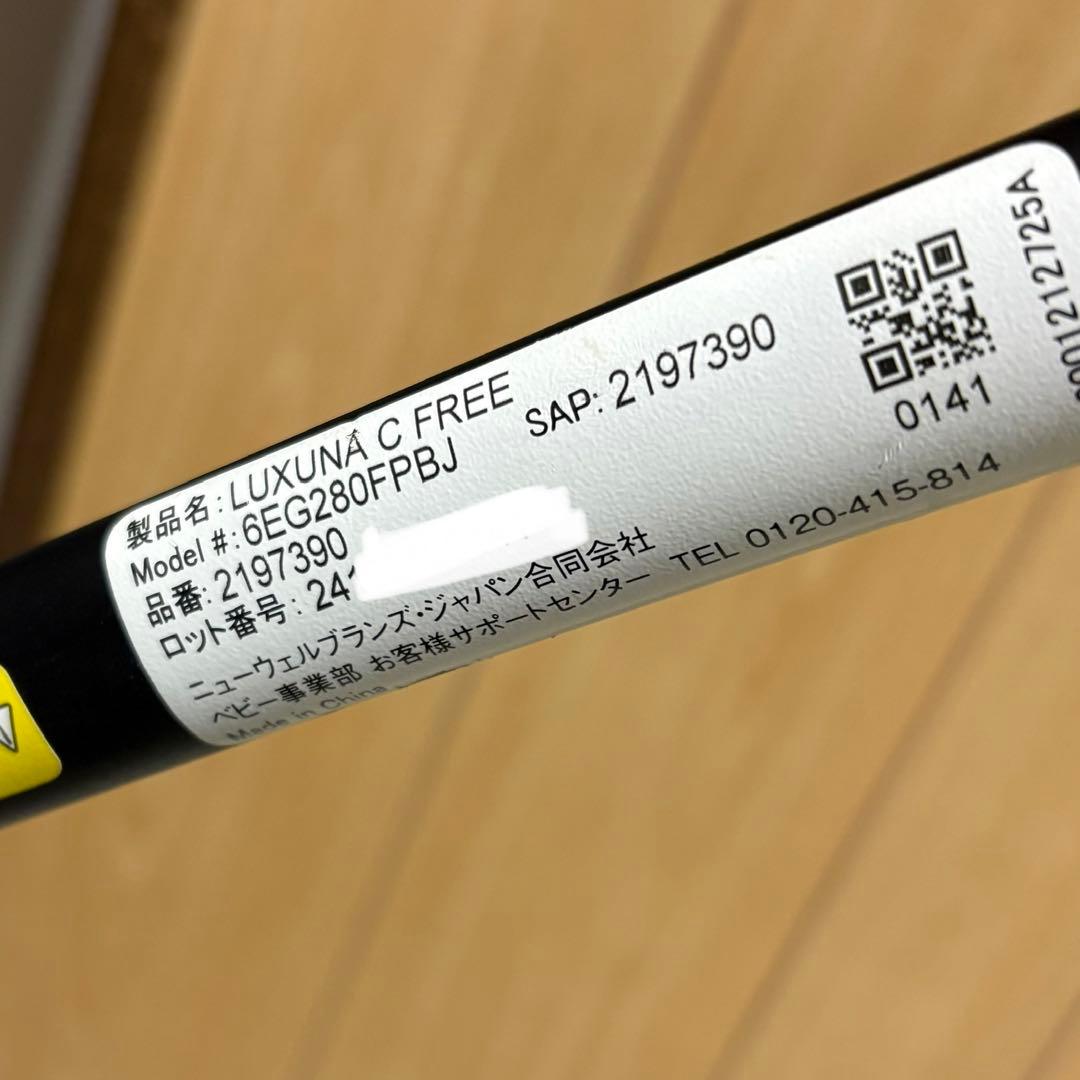 製品名: LUXUNA C FREE
Model #: 6EG280FPBJ
品番: 2197390
SAP: 2197390
ロット番号: 24
ニューウェルブランズ・ジャパン合同会社
ベビー事業部 お客様サポートセンター TEL 0120-415-814
Made in China
0141